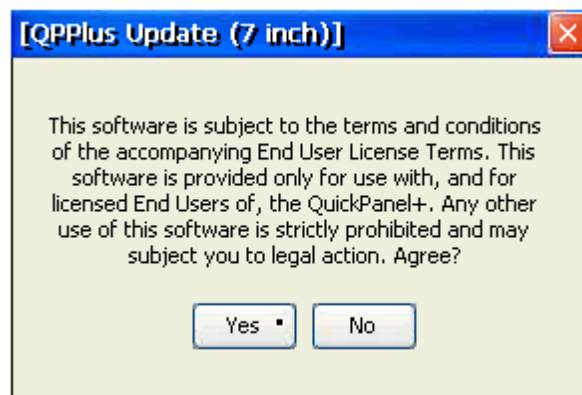 [QPPlus Update (7 inch)]
This software is subject to the terms and conditions
of the accompanying End User License Terms. This
software is provided only for use with, and for
licensed End Users of, the QuickPanel+. Any other
use of this software is strictly prohibited and may
subject you to legal action. Agree?
Yes No